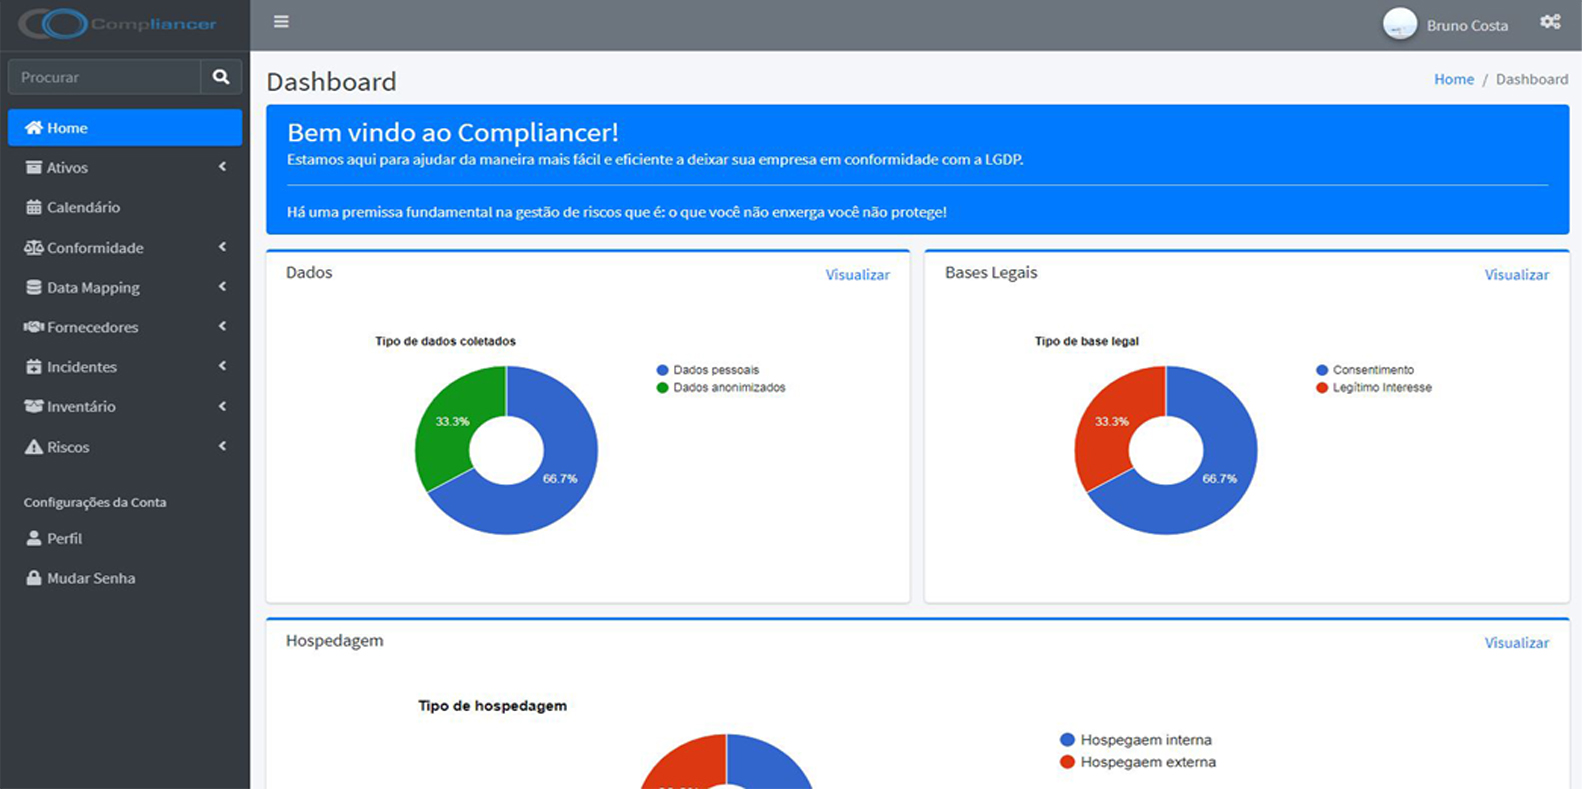 Compliancer
Bruno Costa
Procurar
Home
Ativos
Calendário
Conformidade
Data Mapping
Fornecedores
Incidentes
Inventário
Riscos
Configurações da Conta
Perfil
Mudar Senha
Dashboard
Home / Dashboard
Bem vindo ao Compliancer!
Estamos aqui para ajudar da maneira mais fácil e eficiente a deixar sua empresa em conformidade com a LGDP.
Há uma premissa fundamental na gestão de riscos que é: o que você não enxerga você não protege!
Dados
Visualizar
Tipo de dados coletados
Dados pessoais
Dados anonimizados
33.3%
66.7%
Bases Legais
Visualizar
Tipo de base legal
Consentimento
Legítimo Interesse
33.3%
66.7%
Hospedagem
Visualizar
Tipo de hospedagem
Hospegaem interna
Hospegaem externa